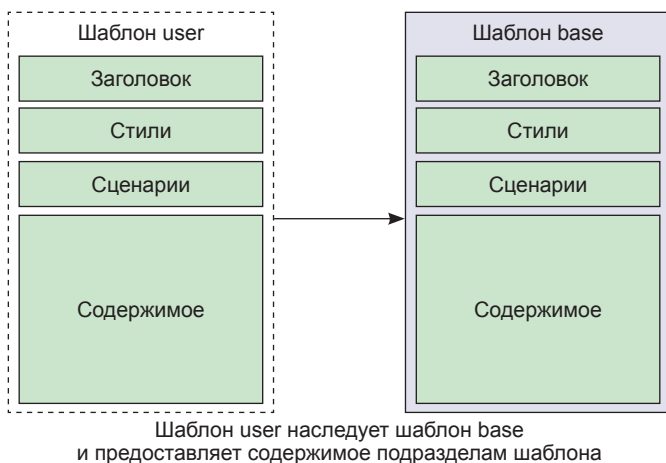 Шаблон user
Заголовок
Стили
Сценарии
Содержимое
Шаблон base
Заголовок
Стили
Сценарии
Содержимое
Шаблон user наследует шаблон base
и предоставляет содержимое подразделам шаблона